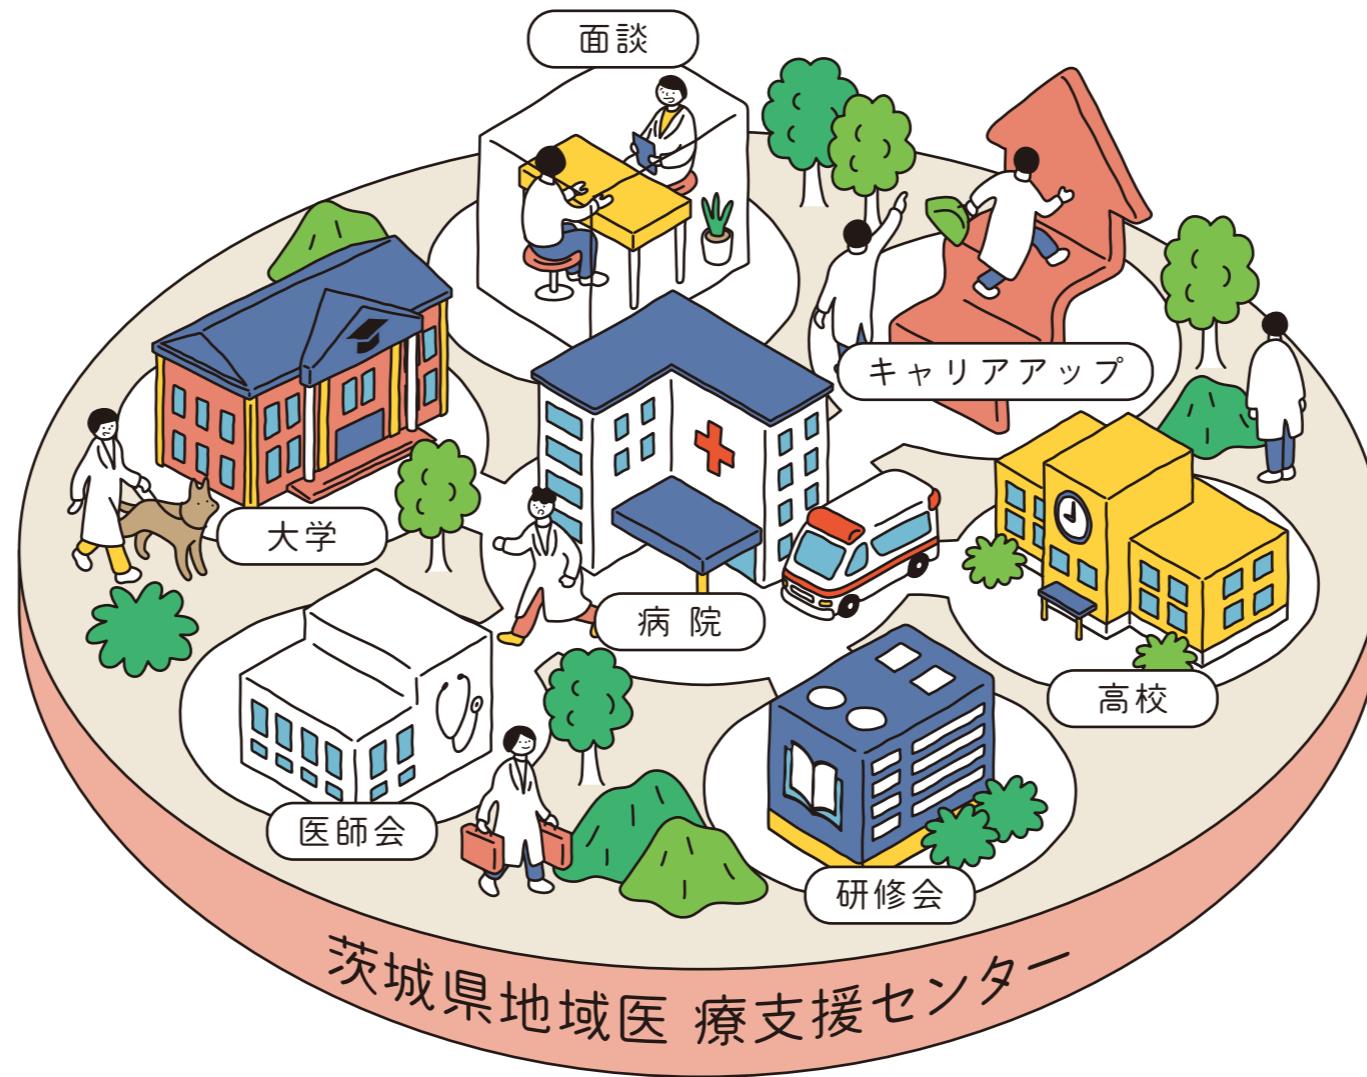 面談
キャリアアップ
大学
病院
高校
医師会
研修会
茨城県地域医療支援センター